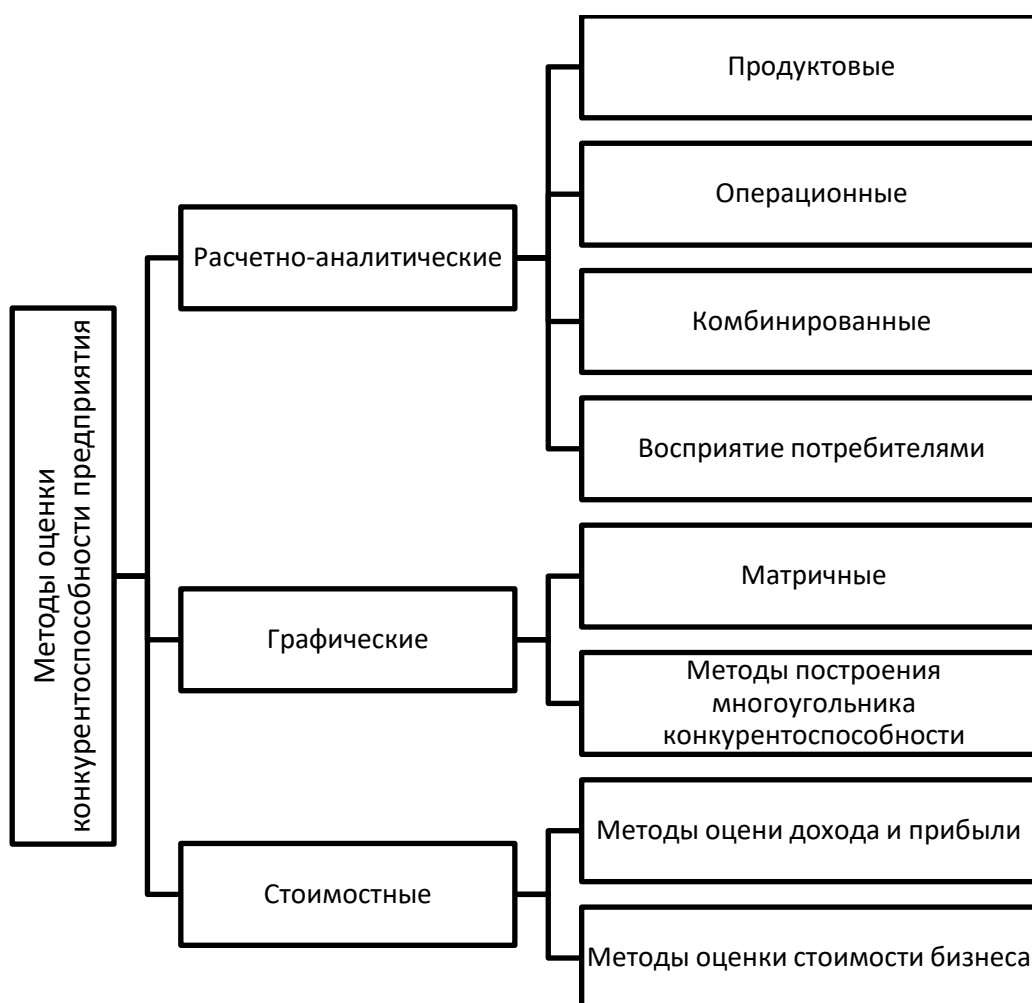 Методы оценки
конкурентоспособности предприятия
Расчетно-аналитические
Продуктовые
Операционные
Комбинированные
Восприятие потребителями
Графические
Матричные
Методы построения
многоугольника
конкурентоспособности
Стоимостные
Методы оцени дохода и прибыли
Методы оценки стоимости бизнеса